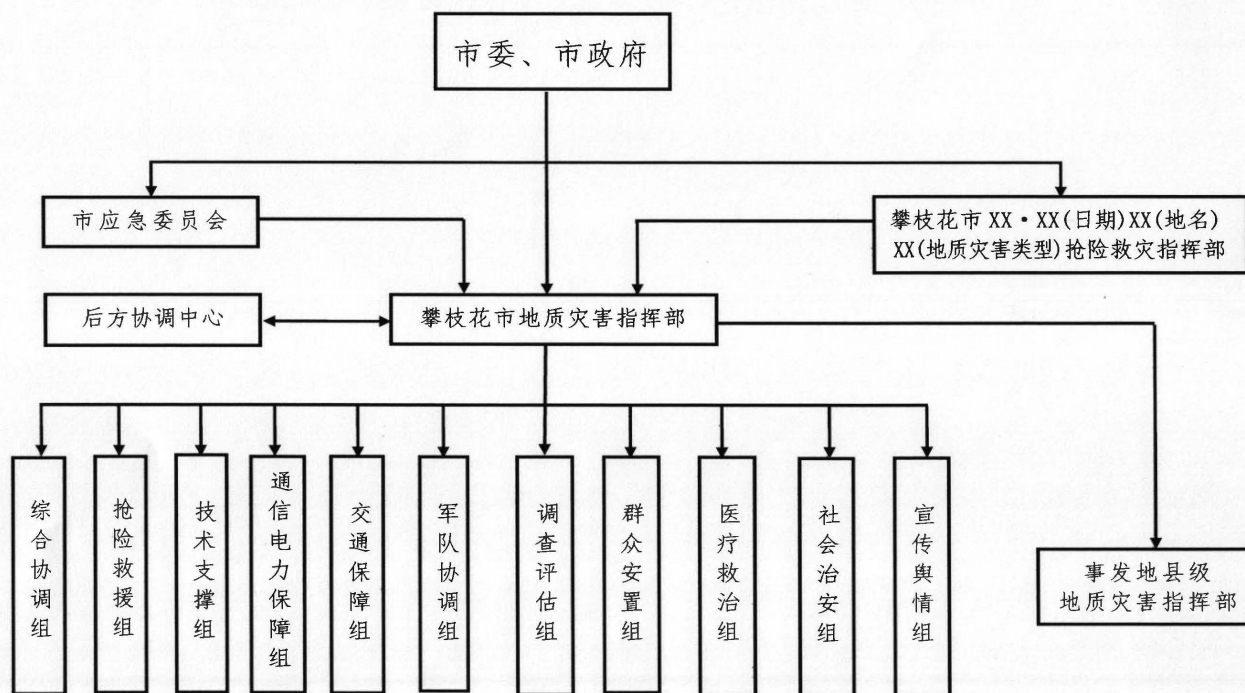 市委、市政府
市应急委员会
攀枝花市 XX·XX(日期)XX(地名)
XX(地质灾害类型)抢险救灾指挥部
后方协调中心
攀枝花市地质灾害指挥部
综合协调组
抢险救援组
技术支撑组
通信电力保障组
交通保障组
军队协调组
调查评估组
群众安置组
医疗救治组
社会治安组
宣传舆情组
事发地县级
地质灾害指挥部